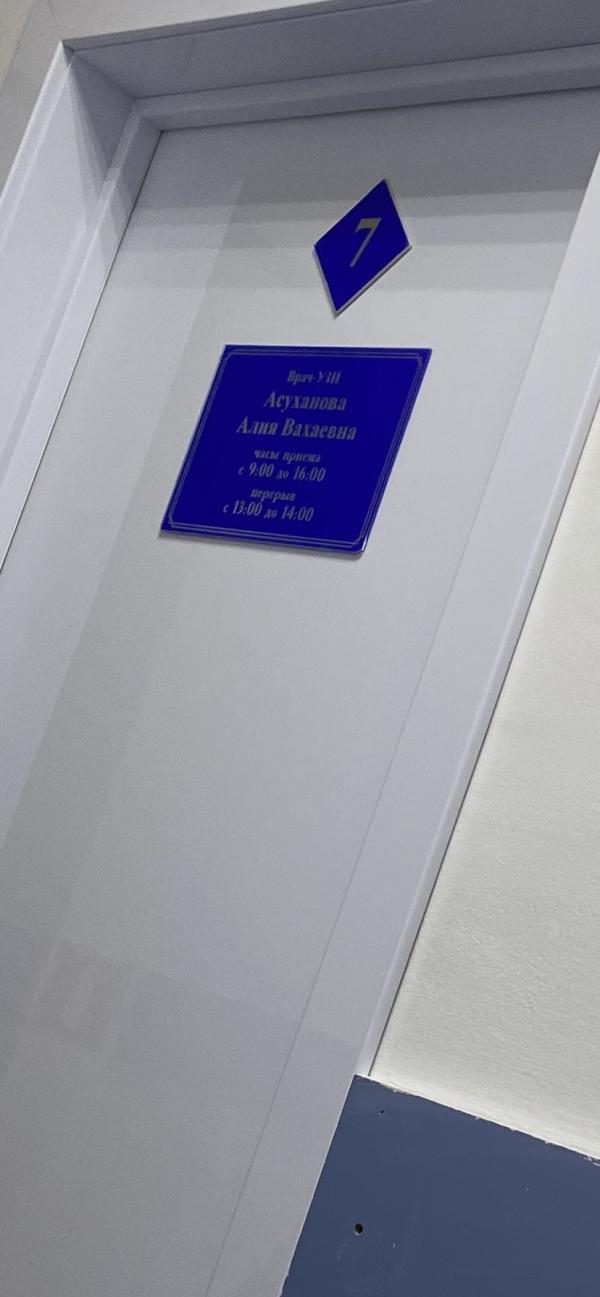 7
Врач-УЗИ
Асуханова
Алия Вахаевна
часы приема
с 9:00 до 16:00
перерыв
с 13:00 до 14:00